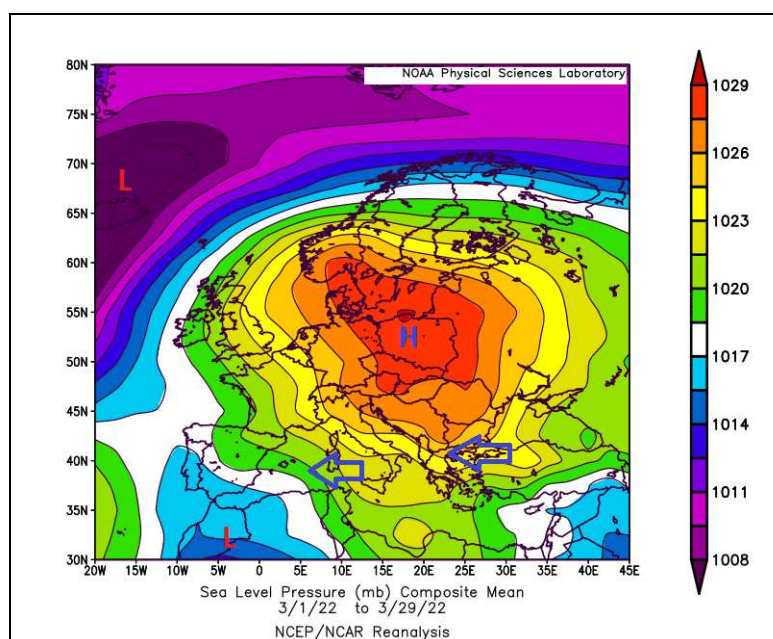 NOAA Physical Sciences Laboratory
80N
75N
70N
65N
60N
55N
50N
45N
40N
35N
30N
L
H
L
20W 15W 10W 5W 0 5E 10E 15E 20E 25E 30E 35E 40E 45E
1029
1026
1023
1020
1017
1014
1011
1008
Sea Level Pressure (mb) Composite Mean
3/1/22 to 3/29/22
NCEP/NCAR Reanalysis